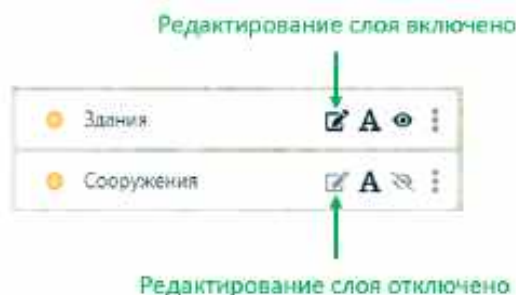 Редактирование слоя включено
Здания A
Сооружения A
Редактирование слоя отключено